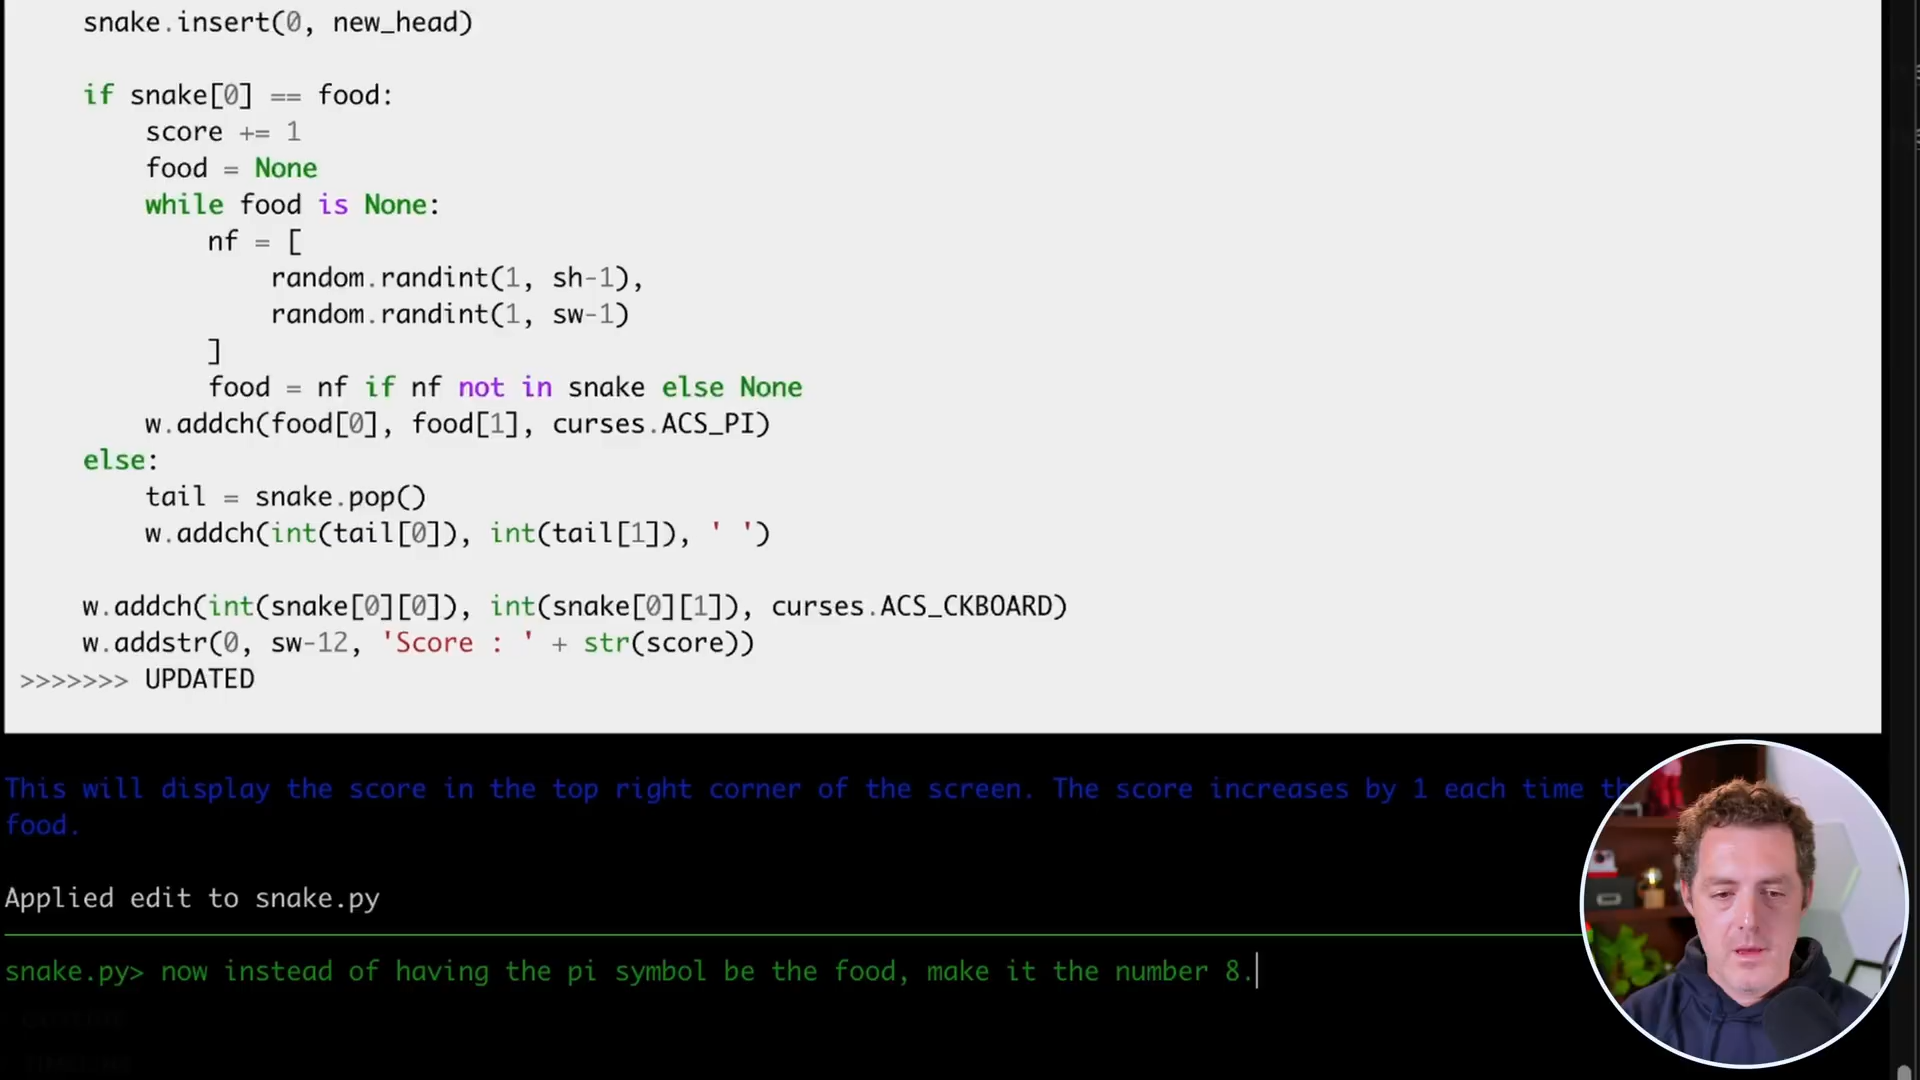 snake.insert(0, new_head)
if snake[0] == food:
score += 1
food = None
while food is None:
nf = [
random.randint(1, sh-1),
random.randint(1, sw-1)
]
food = nf if nf not in snake else None
w.addch(food[0], food[1], curses.ACS_PI)
else:
tail = snake.pop()
w.addch(int(tail[0]), int(tail[1]), ' ')
w.addch(int(snake[0][0]), int(snake[0][1]), curses.ACS_CKBOARD)
w.addstr(0, sw-12, 'Score : ' + str(score))
>>>>>>> UPDATED
This will display the score in the top right corner of the screen. The score increases by 1 each time
food.
Applied edit to snake.py
snake.py> now instead of having the pi symbol be the food, make it the number 8.